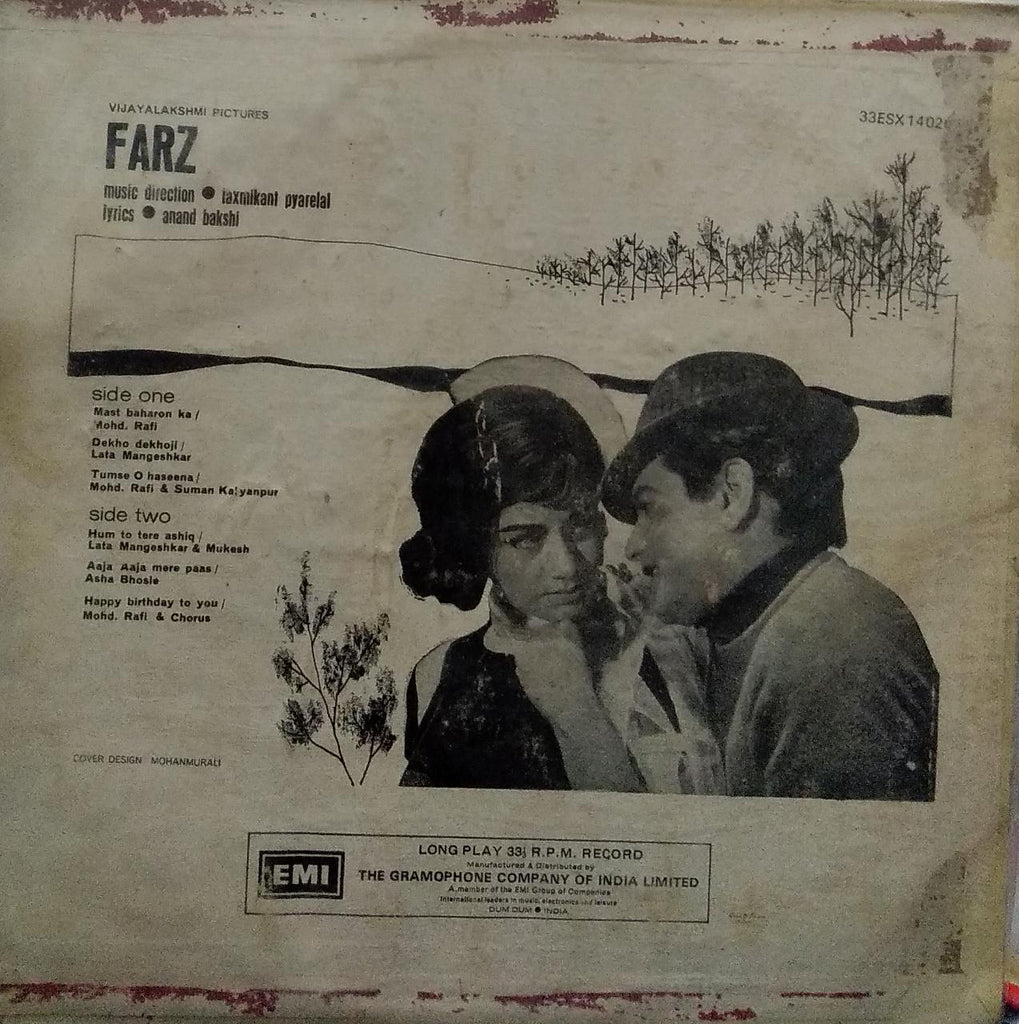 VIJAYALAKSHMI PICTURES
FARZ
music direction ● laxmikant pyarelal
lyrics ● anand bakshi
33ESX1402
side one
Mast baharon ka /
Mohd. Rafi
Dekho dekhoji /
Lata Mangeshkar
Tumse O haseena /
Mohd. Rafi & Suman Kalyanpur
side two
Hum to tere ashiq /
Lata Mangeshkar & Mukesh
Aaja Aaja mere paas /
Asha Bhosle
Happy birthday to you /
Mohd. Rafi & Chorus
COVER DESIGN MOHANMURALI
EMI
LONG PLAY 33⅓ R.P.M. RECORD
Manufactured & Distributed by
THE GRAMOPHONE COMPANY OF INDIA LIMITED
A member of the EMI Group of Companies
International leaders in music, electronics and leisure
DUM DUM ● INDIA